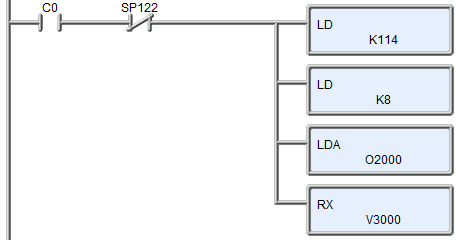 C0 SP122
LD
K114
LD
K8
LDA
O2000
RX
V3000